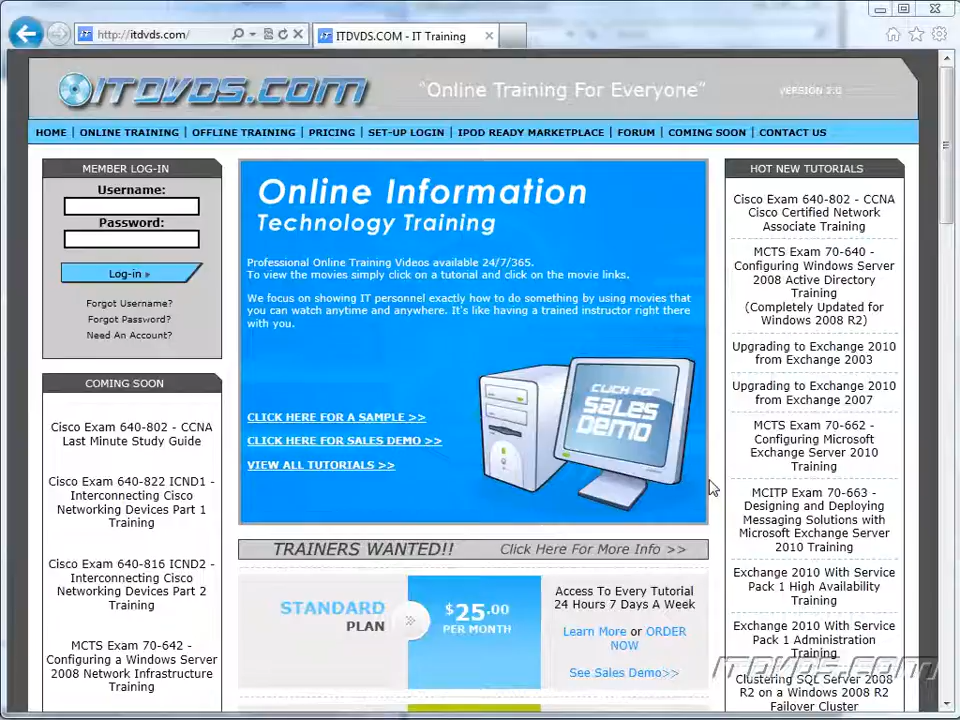 http://itdvds.com/
ITDVDS.COM - IT Training
ITDVDS.COM
"Online Training For Everyone"
VERSION 2.0
HOME | ONLINE TRAINING | OFFLINE TRAINING | PRICING | SET-UP LOGIN | IPOD READY MARKETPLACE | FORUM | COMING SOON | CONTACT US
MEMBER LOG-IN
Username:
Password:
Log-in »
Forgot Username?
Forgot Password?
Need An Account?
COMING SOON
Cisco Exam 640-802 - CCNA
Last Minute Study Guide
Cisco Exam 640-822 ICND1 -
Interconnecting Cisco
Networking Devices Part 1
Training
Cisco Exam 640-816 ICND2 -
Interconnecting Cisco
Networking Devices Part 2
Training
MCTS Exam 70-642 -
Configuring a Windows Server
2008 Network Infrastructure
Training
Online Information
Technology Training
Professional Online Training Videos available 24/7/365.
To view the movies simply click on a tutorial and click on the movie links.
We focus on showing IT personnel exactly how to do something by using movies that
you can watch anytime and anywhere. It's like having a trained instructor right there
with you.
CLICK HERE FOR A SAMPLE >>
CLICK HERE FOR SALES DEMO >>
VIEW ALL TUTORIALS >>
CLICK FOR
SALES
DEMO
TRAINERS WANTED!! Click Here For More Info >>
STANDARD
PLAN
$25.00
PER MONTH
Access To Every Tutorial
24 Hours 7 Days A Week
Learn More or ORDER
NOW
See Sales Demo>>
HOT NEW TUTORIALS
Cisco Exam 640-802 - CCNA
Cisco Certified Network
Associate Training
MCTS Exam 70-640 -
Configuring Windows Server
2008 Active Directory
Training
(Completely Updated for
Windows 2008 R2)
Upgrading to Exchange 2010
from Exchange 2003
Upgrading to Exchange 2010
from Exchange 2007
MCTS Exam 70-662 -
Configuring Microsoft
Exchange Server 2010
Training
MCITP Exam 70-663 -
Designing and Deploying
Messaging Solutions with
Microsoft Exchange Server
2010 Training
Exchange 2010 With Service
Pack 1 High Availability
Training
Exchange 2010 With Service
Pack 1 Administration
Training
Clustering SQL Server 2008
R2 on a Windows 2008 R2
Failover Cluster
ITDVDS.COM